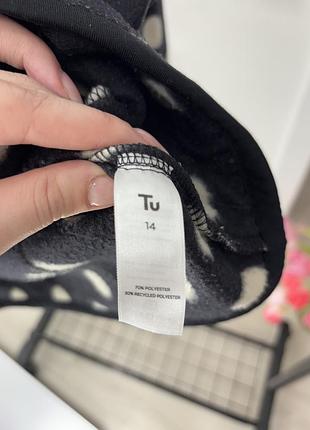 Tu
14
70% POLYESTER
30% RECYCLED POLYESTER